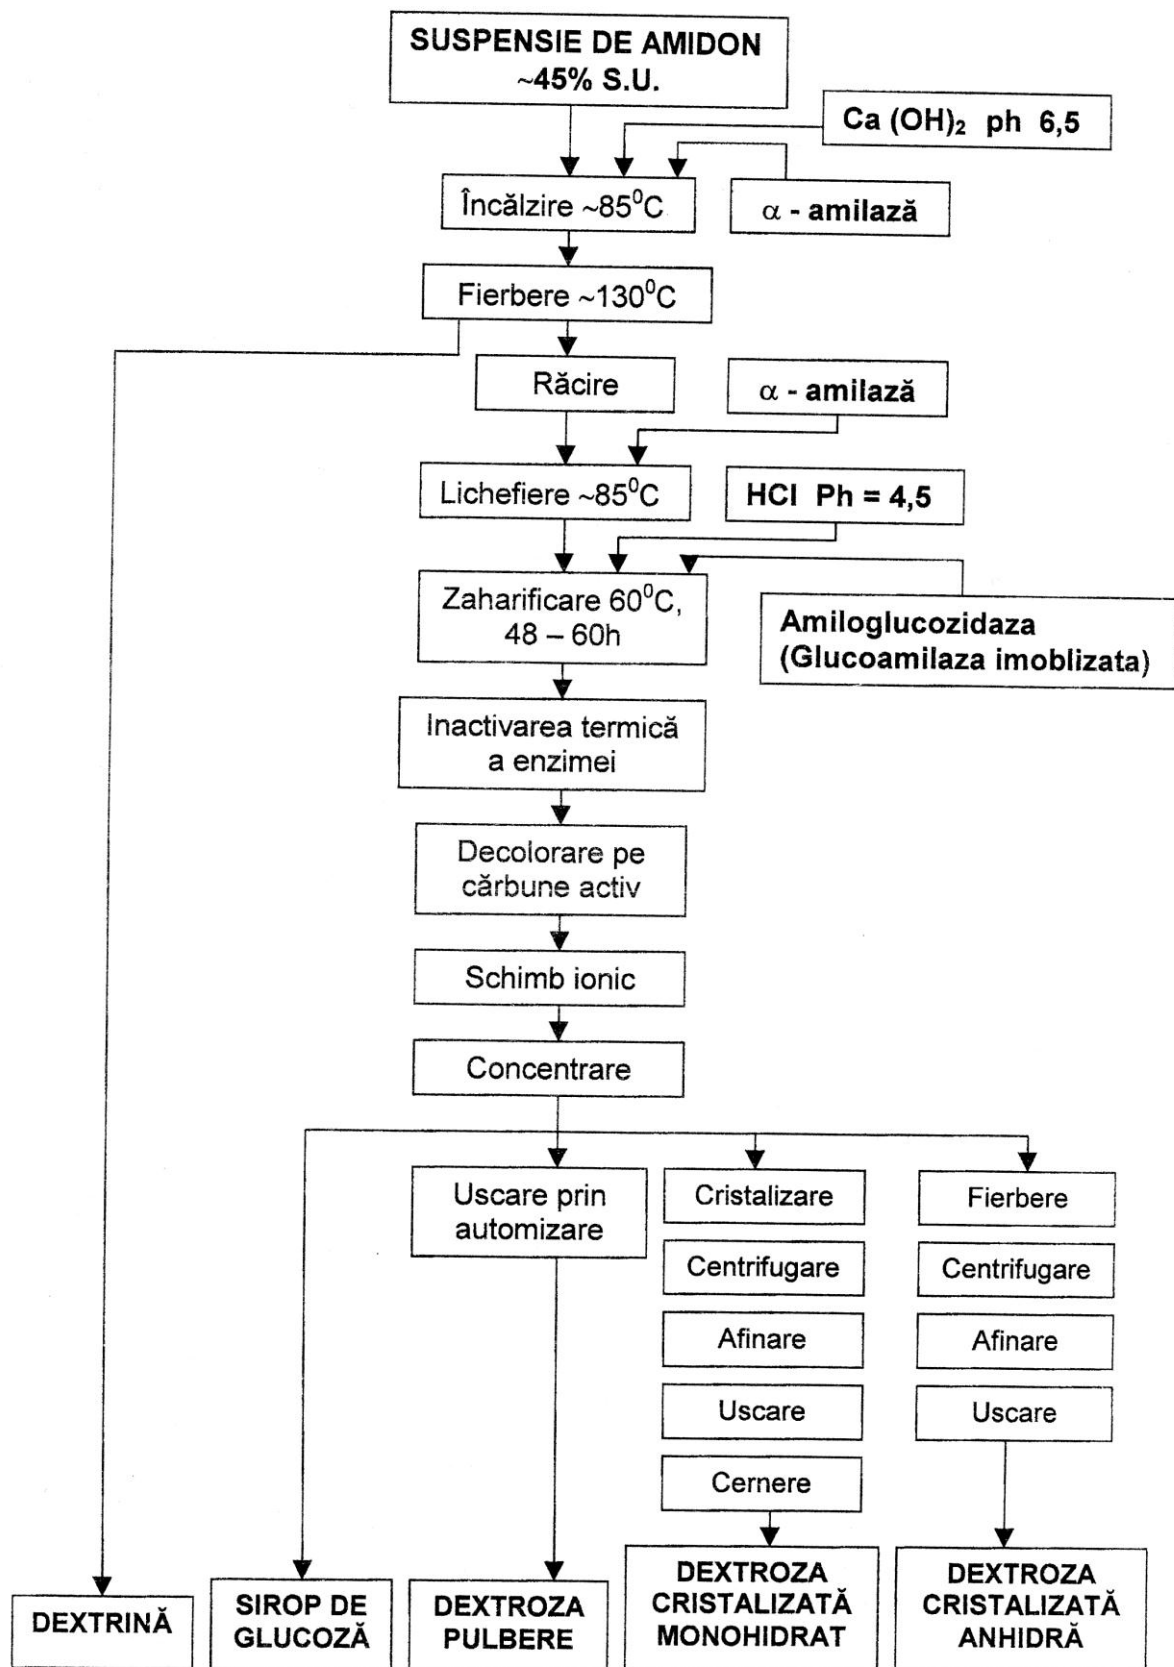 SUSPENSIE DE AMIDON
~45% S.U.
Ca (OH)₂ ph 6,5
Încălzire ~85⁰C
α - amilază
Fierbere ~130⁰C
Răcire
α - amilază
Lichefiere ~85⁰C
HCl Ph = 4,5
Zaharificare 60⁰C,
48 – 60h
Amiloglucozidaza
(Glucoamilaza imoblizata)
Inactivarea termică
a enzimei
Decolorare pe
cărbune activ
Schimb ionic
Concentrare
Uscare prin
automizare
Cristalizare
Fierbere
Centrifugare
Centrifugare
Afinare
Afinare
Uscare
Uscare
Cernere
DEXTRINĂ
SIROP DE
GLUCOZĂ
DEXTROZA
PULBERE
DEXTROZA
CRISTALIZATĂ
MONOHIDRAT
DEXTROZA
CRISTALIZATĂ
ANHIDRĂ